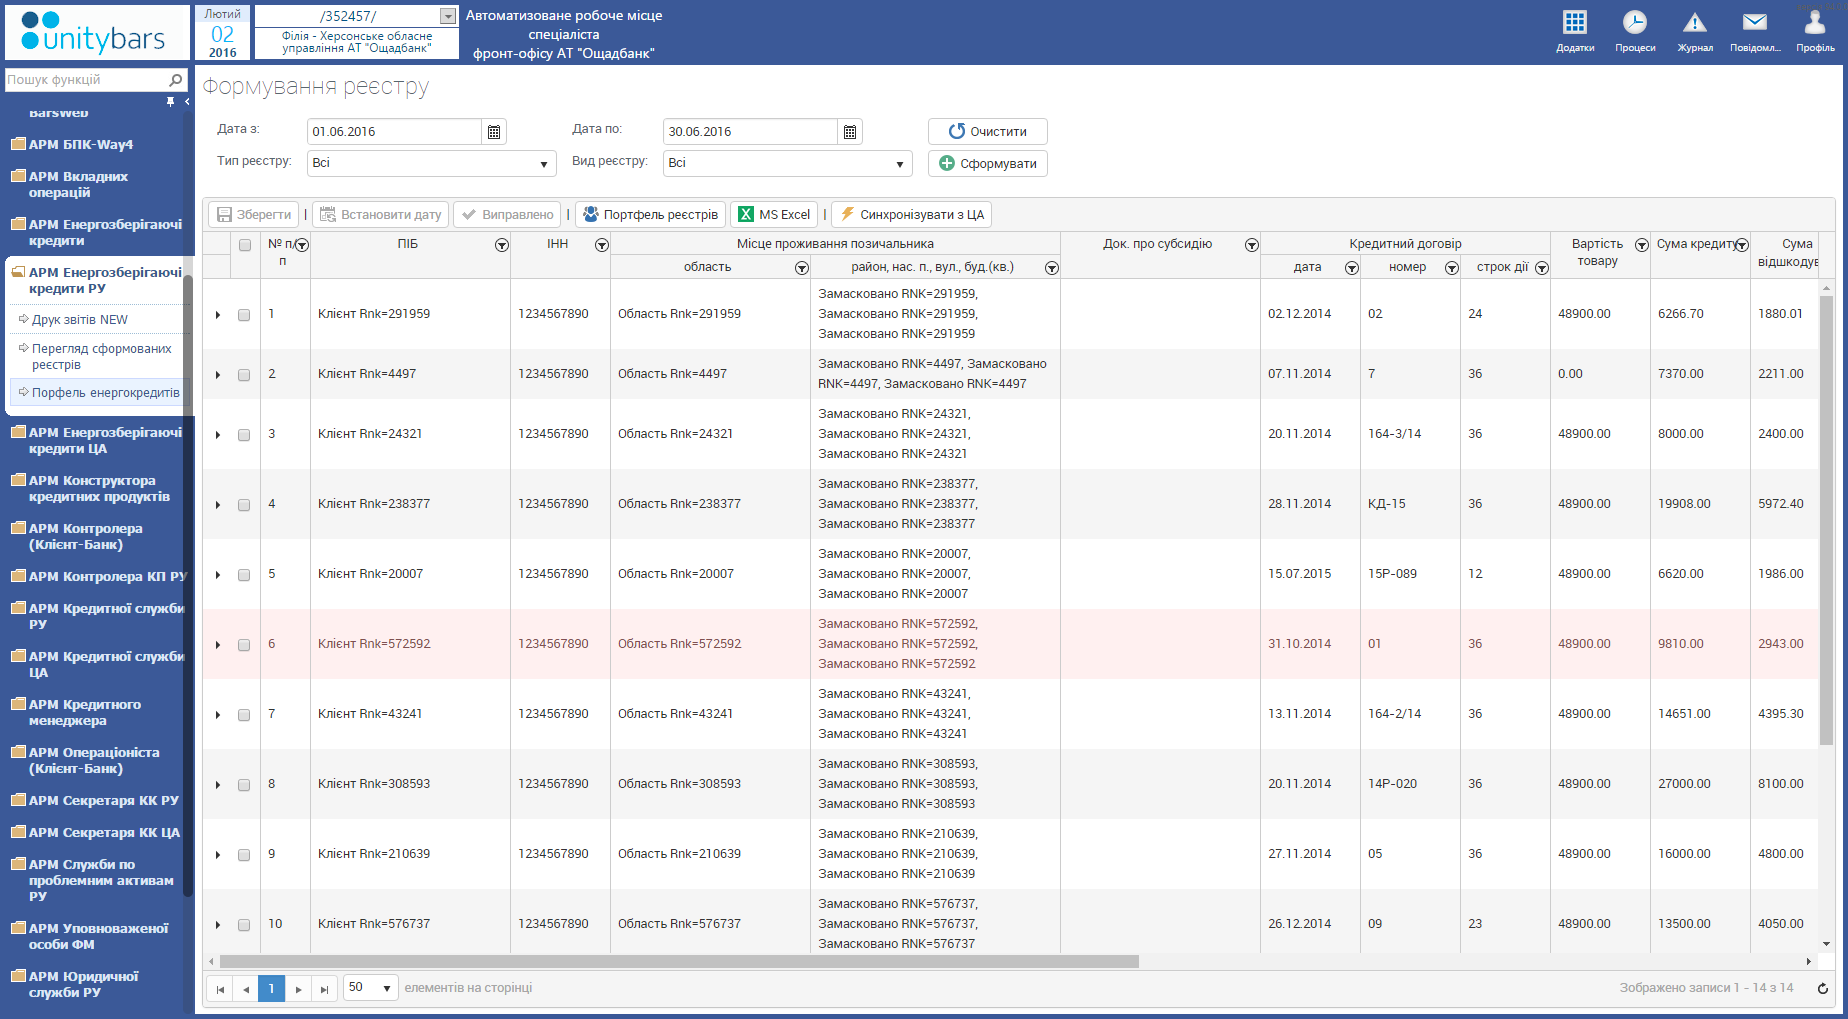 unitybars
Лютий
02
2016
/352457/
Філія - Херсонське обласне
управління АТ "Ощадбанк"
Автоматизоване робоче місце
спеціаліста
фронт-офісу АТ "Ощадбанк"
Додатки
Процеси
Журнал
Повідомл...
Профіль
Пошук функцій
BarsWeb
АРМ БПК-Way4
АРМ Вкладних
операцій
АРМ Енергозберігаючі
кредити
АРМ Енергозберігаючі
кредити РУ
Друк звітів NEW
Перегляд сформованих
реєстрів
Порфель енергокредитів
АРМ Енергозберігаючі
кредити ЦА
АРМ Конструктора
кредитних продуктів
АРМ Контролера
(Клієнт-Банк)
АРМ Контролера КП РУ
АРМ Кредитної служби
РУ
АРМ Кредитної служби
ЦА
АРМ Кредитного
менеджера
АРМ Операціоніста
(Клієнт-Банк)
АРМ Секретаря КК РУ
АРМ Секретаря КК ЦА
АРМ Служби по
проблемним активам
РУ
АРМ Уповноваженої
особи ФМ
АРМ Юридичної
служби РУ
Формування реєстру
Дата з: 01.06.2016 Дата по: 30.06.2016 Очистити
Тип реєстру: Всі Вид реєстру: Всі Сформувати
Зберегти | Встановити дату Виправлено | Портфель реєстрів MS Excel | Синхронізувати з ЦА
№ п/ ПІБ ІНН Місце проживання позичальника Док. про субсидію Кредитний договір Вартість Сума кредиту Сума
п область район, нас. п., вул., буд.(кв.) дата номер строк дії товару відшкодув
Замасковано RNK=291959,
1 Клієнт Rnk=291959 1234567890 Область Rnk=291959 Замасковано RNK=291959, 02.12.2014 02 24 48900.00 6266.70 1880.01
Замасковано RNK=291959
Замасковано RNK=4497, Замасковано
2 Клієнт Rnk=4497 1234567890 Область Rnk=4497 07.11.2014 7 36 0.00 7370.00 2211.00
RNK=4497, Замасковано RNK=4497
Замасковано RNK=24321,
3 Клієнт Rnk=24321 1234567890 Область Rnk=24321 Замасковано RNK=24321, 20.11.2014 164-3/14 36 48900.00 8000.00 2400.00
Замасковано RNK=24321
Замасковано RNK=238377,
4 Клієнт Rnk=238377 1234567890 Область Rnk=238377 Замасковано RNK=238377, 28.11.2014 КД-15 36 48900.00 19908.00 5972.40
Замасковано RNK=238377
Замасковано RNK=20007,
5 Клієнт Rnk=20007 1234567890 Область Rnk=20007 Замасковано RNK=20007, 15.07.2015 15Р-089 12 48900.00 6620.00 1986.00
Замасковано RNK=20007
Замасковано RNK=572592,
6 Клієнт Rnk=572592 1234567890 Область Rnk=572592 Замасковано RNK=572592, 31.10.2014 01 36 48900.00 9810.00 2943.00
Замасковано RNK=572592
Замасковано RNK=43241,
7 Клієнт Rnk=43241 1234567890 Область Rnk=43241 Замасковано RNK=43241, 13.11.2014 164-2/14 36 48900.00 14651.00 4395.30
Замасковано RNK=43241
Замасковано RNK=308593,
8 Клієнт Rnk=308593 1234567890 Область Rnk=308593 Замасковано RNK=308593, 20.11.2014 14Р-020 36 48900.00 27000.00 8100.00
Замасковано RNK=308593
Замасковано RNK=210639,
9 Клієнт Rnk=210639 1234567890 Область Rnk=210639 Замасковано RNK=210639, 27.11.2014 05 36 48900.00 16000.00 4800.00
Замасковано RNK=210639
Замасковано RNK=576737,
10 Клієнт Rnk=576737 1234567890 Область Rnk=576737 Замасковано RNK=576737, 26.12.2014 09 23 48900.00 13500.00 4050.00
Замасковано RNK=576737
1 50 елементів на сторінці Зображено записи 1 - 14 з 14